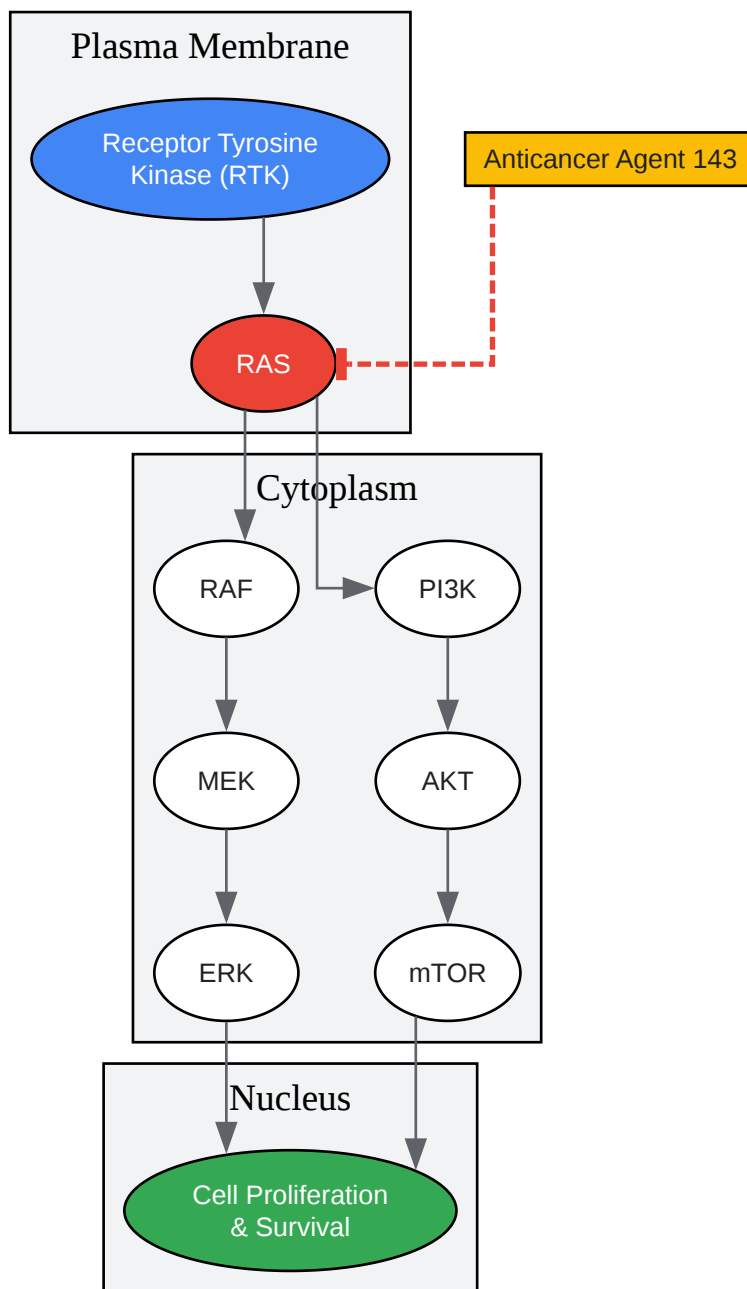 Plasma Membrane
Receptor Tyrosine
Kinase (RTK)
Anticancer Agent 143
RAS
Cytoplasm
RAF
PI3K
MEK
AKT
ERK
mTOR
Nucleus
Cell Proliferation
& Survival